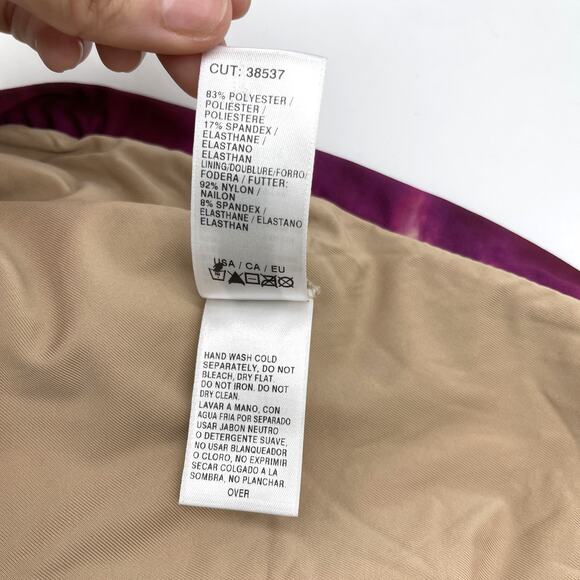 CUT: 38537
83% POLYESTER /
POLIESTER /
POLIESTERE
17% SPANDEX /
ELASTHANE /
ELASTANO
ELASTHAN
LINING/DOUBLURE/FORRO/
FODERA / FUTTER:
92% NYLON /
NAILON
8% SPANDEX /
ELASTHANE / ELASTANO
ELASTHAN
USA / CA / EU
HAND WASH COLD
SEPARATELY, DO NOT
BLEACH, DRY FLAT.
DO NOT IRON. DO NOT
DRY CLEAN.
LAVAR A MANO, CON
AGUA FRIA POR SEPARADO
USAR JABON NEUTRO
O DETERGENTE SUAVE,
NO USAR BLANQUEADOR
O CLORO, NO EXPRIMIR
SECAR COLGADO A LA
SOMBRA, NO PLANCHAR.
OVER